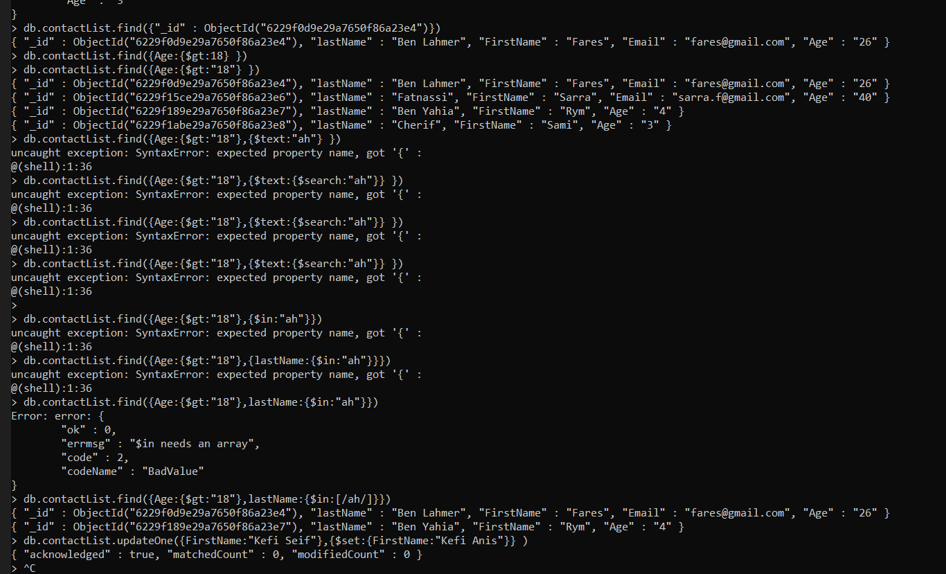 "Age" : "3"
}
> db.contactList.find({"_id" : ObjectId("6229f0d9e29a7650f86a23e4")})
{ "_id" : ObjectId("6229f0d9e29a7650f86a23e4"), "lastName" : "Ben Lahmer", "FirstName" : "Fares", "Email" : "fares@gmail.com", "Age" : "26" }
> db.contactList.find({Age:{$gt:18} })
> db.contactList.find({Age:{$gt:"18"} })
{ "_id" : ObjectId("6229f0d9e29a7650f86a23e4"), "lastName" : "Ben Lahmer", "FirstName" : "Fares", "Email" : "fares@gmail.com", "Age" : "26" }
{ "_id" : ObjectId("6229f15ce29a7650f86a23e6"), "lastName" : "Fatnassi", "FirstName" : "Sarra", "Email" : "sarra.f@gmail.com", "Age" : "40" }
{ "_id" : ObjectId("6229f189e29a7650f86a23e7"), "lastName" : "Ben Yahia", "FirstName" : "Rym", "Age" : "4" }
{ "_id" : ObjectId("6229f1abe29a7650f86a23e8"), "lastName" : "Cherif", "FirstName" : "Sami", "Age" : "3" }
> db.contactList.find({Age:{$gt:"18"},{$text:"ah"} })
uncaught exception: SyntaxError: expected property name, got '{' :
@(shell):1:36
> db.contactList.find({Age:{$gt:"18"},{$text:{$search:"ah"}} })
uncaught exception: SyntaxError: expected property name, got '{' :
@(shell):1:36
> db.contactList.find({Age:{$gt:"18"},{$text:{$search:"ah"}} })
uncaught exception: SyntaxError: expected property name, got '{' :
@(shell):1:36
> db.contactList.find({Age:{$gt:"18"},{$text:{$search:"ah"}} })
uncaught exception: SyntaxError: expected property name, got '{' :
@(shell):1:36
>
> db.contactList.find({Age:{$gt:"18"},{$in:"ah"}})
uncaught exception: SyntaxError: expected property name, got '{' :
@(shell):1:36
> db.contactList.find({Age:{$gt:"18"},{lastName:{$in:"ah"}}})
uncaught exception: SyntaxError: expected property name, got '{' :
@(shell):1:36
> db.contactList.find({Age:{$gt:"18"},lastName:{$in:"ah"}})
Error: error: {
"ok" : 0,
"errmsg" : "$in needs an array",
"code" : 2,
"codeName" : "BadValue"
}
> db.contactList.find({Age:{$gt:"18"},lastName:{$in:[/ah/]}})
{ "_id" : ObjectId("6229f0d9e29a7650f86a23e4"), "lastName" : "Ben Lahmer", "FirstName" : "Fares", "Email" : "fares@gmail.com", "Age" : "26" }
{ "_id" : ObjectId("6229f189e29a7650f86a23e7"), "lastName" : "Ben Yahia", "FirstName" : "Rym", "Age" : "4" }
> db.contactList.updateOne({FirstName:"Kefi Seif"},{$set:{FirstName:"Kefi Anis"}} )
{ "acknowledged" : true, "matchedCount" : 0, "modifiedCount" : 0 }
> ^C